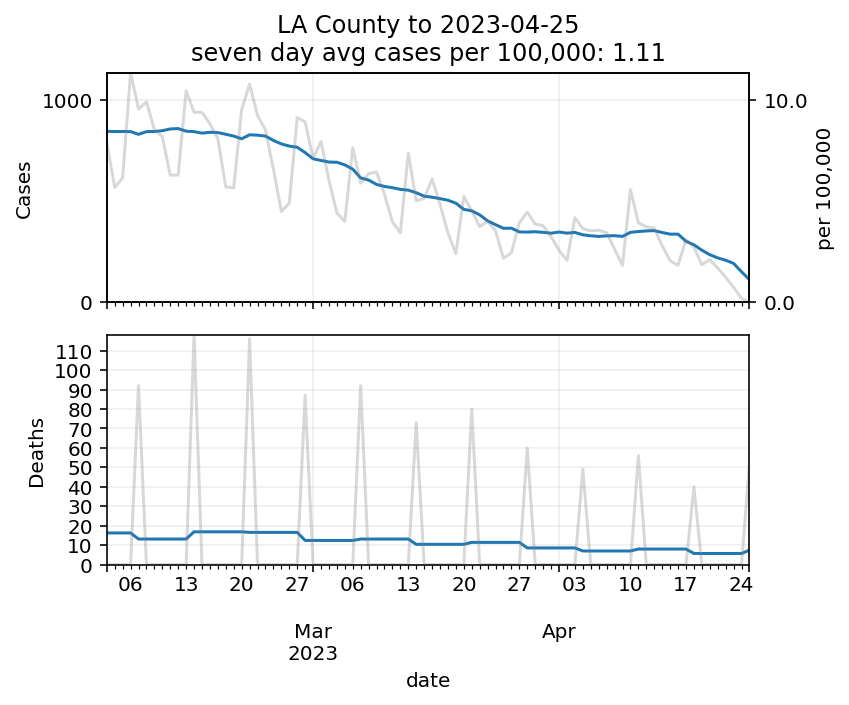 LA County to 2023-04-25
seven day avg cases per 100,000: 1.11
1000
0
Cases
10.0
0.0
per 100,000
110
100
90
80
70
60
50
40
30
20
10
0
Deaths
06 13 20 27 06 13 20 27 03 10 17 24
Mar Apr
2023
date